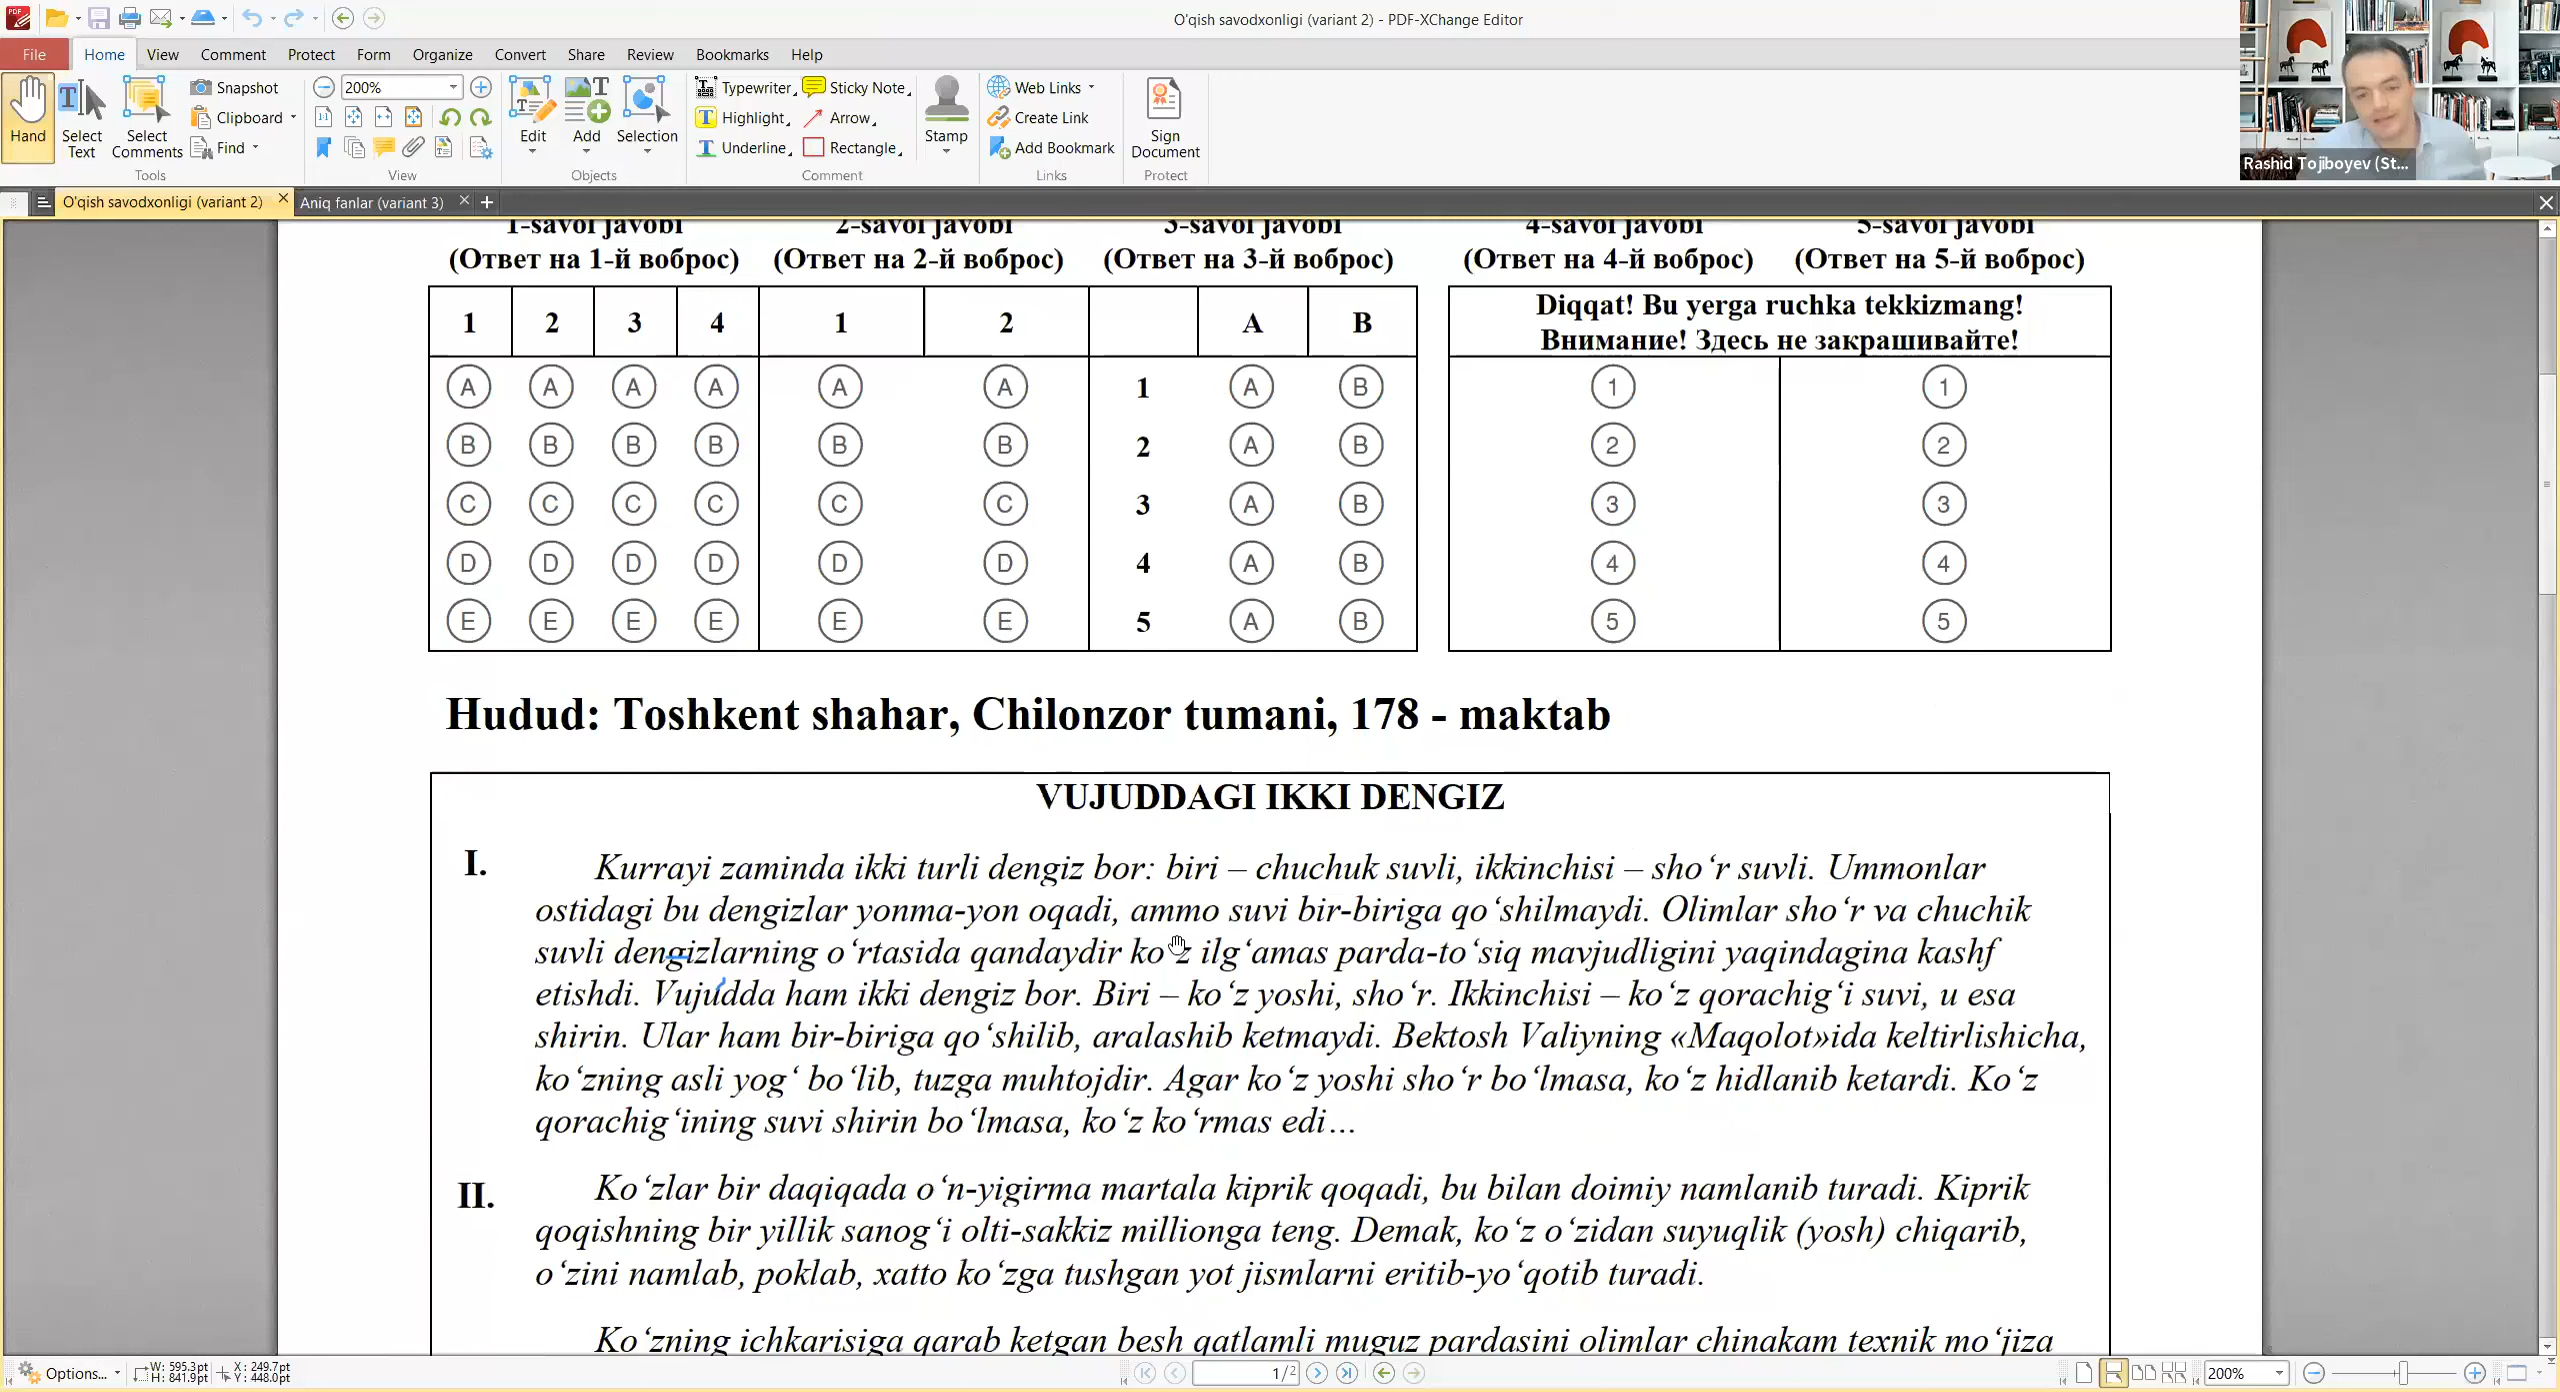 O'qish savodxonligi (variant 2) - PDF-XChange Editor
File Home View Comment Protect Form Organize Convert Share Review Bookmarks Help
Hand
Select Text
Select Comments
Snapshot
Clipboard
Find
Tools
200%
View
Edit
Add
Selection
Objects
Typewriter
Sticky Note
Highlight
Arrow
Underline
Rectangle
Stamp
Comment
Web Links
Create Link
Add Bookmark
Links
Sign Document
Protect
Rashid Tojiboyev (St...
O'qish savodxonligi (variant 2)
Aniq fanlar (variant 3)
1-savol javobi 2-savol javobi 3-savol javobi 4-savol javobi 5-savol javobi
(Ответ на 1-й воброс) (Ответ на 2-й воброс) (Ответ на 3-й воброс) (Ответ на 4-й воброс) (Ответ на 5-й воброс)
1 2 3 4 1 2 A B
Diqqat! Bu yerga ruchka tekkizmang!
Внимание! Здесь не закрашивайте!
A A A A A A 1 A B 1 1
B B B B B B 2 A B 2 2
C C C C C C 3 A B 3 3
D D D D D D 4 A B 4 4
E E E E E E 5 A B 5 5
Hudud: Toshkent shahar, Chilonzor tumani, 178 - maktab
VUJUDDAGI IKKI DENGIZ
I. Kurrayi zaminda ikki turli dengiz bor: biri – chuchuk suvli, ikkinchisi – sho‘r suvli. Ummonlar
ostidagi bu dengizlar yonma-yon oqadi, ammo suvi bir-biriga qo‘shilmaydi. Olimlar sho‘r va chuchik
suvli dengizlarning o‘rtasida qandaydir ko‘z ilg‘amas parda-to‘siq mavjudligini yaqindagina kashf
etishdi. Vujudda ham ikki dengiz bor. Biri – ko‘z yoshi, sho‘r. Ikkinchisi – ko‘z qorachig‘i suvi, u esa
shirin. Ular ham bir-biriga qo‘shilib, aralashib ketmaydi. Bektosh Valiyning «Maqolot»ida keltirlishicha,
ko‘zning asli yog‘ bo‘lib, tuzga muhtojdir. Agar ko‘z yoshi sho‘r bo‘lmasa, ko‘z hidlanib ketardi. Ko‘z
qorachig‘ining suvi shirin bo‘lmasa, ko‘z ko‘rmas edi…
II. Ko‘zlar bir daqiqada o‘n-yigirma martala kiprik qoqadi, bu bilan doimiy namlanib turadi. Kiprik
qoqishning bir yillik sanog‘i olti-sakkiz millionga teng. Demak, ko‘z o‘zidan suyuqlik (yosh) chiqarib,
o‘zini namlab, poklab, xatto ko‘zga tushgan yot jismlarni eritib-yo‘qotib turadi.
Ko‘zning ichkarisiga qarab ketgan besh qatlamli muguz pardasini olimlar chinakam texnik mo‘jiza
Options...
W: 595.3pt
H: 841.9pt
X: 249.7pt
Y: 448.0pt
1/2
200%